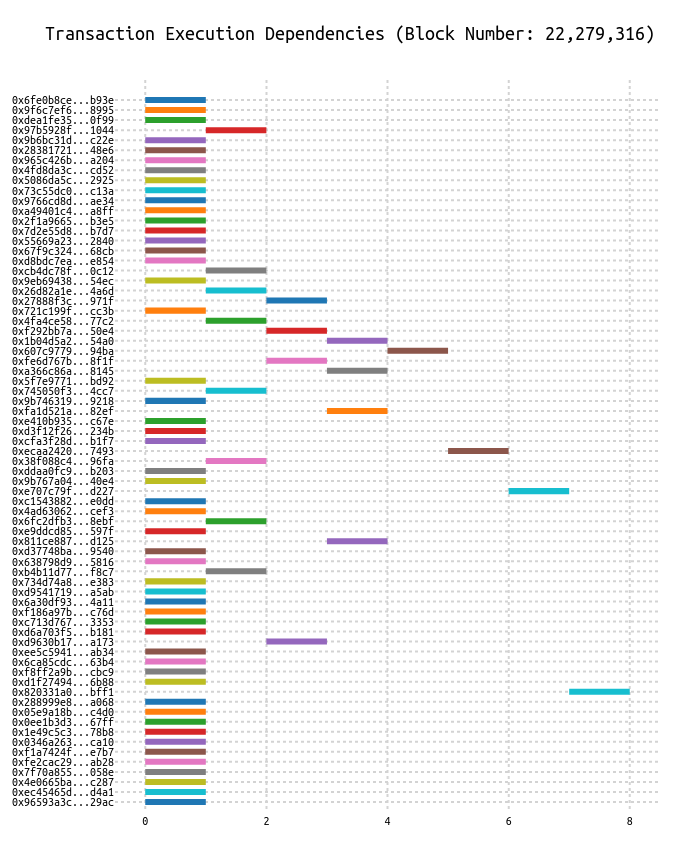 Transaction Execution Dependencies (Block Number: 22,279,316)
0x6fe0b8ce...b93e
0x9f6c7ef6...8995
0xdea1fe35...0f99
0x97b5928f...1044
0x9b6bc31d...c22e
0x28381721...48e6
0x965c426b...a204
0x4fd8da3c...cd52
0x5086da5c...2925
0x73c55dc0...c13a
0x9766cd8d...ae34
0xa49401c4...a8ff
0x2f1a9665...b3e5
0x7d2e55d8...b7d7
0x55669a23...2840
0x67f9c324...68cb
0xd8bdc7ea...e854
0xcb4dc78f...0c12
0x9eb69438...54ec
0x26d82a1e...4a6d
0x27888f3c...971f
0x721c199f...cc3b
0x4fa4ce58...77c2
0xf292bb7a...50e4
0x1b04d5a2...54a0
0x607c9779...94ba
0xfe6d767b...8f1f
0xa366c86a...8145
0x5f7e9771...bd92
0x745050f3...4cc7
0x9b746319...9218
0xfa1d521a...82ef
0xe410b935...c67e
0xd3f12f26...234b
0xcfa3f28d...b1f7
0xecaa2420...7493
0x38f088c4...96fa
0xddaa0fc9...b203
0x9b767a04...40e4
0xe707c79f...d227
0xc1543882...e0dd
0x4ad63062...cef3
0x6fc2dfb3...8ebf
0xe9ddcd85...597f
0x811ce887...d125
0xd37748ba...9540
0x638798d9...5816
0xb4b11d77...f8c7
0x734d74a8...e383
0xd9541719...a5ab
0x6a30df93...4a11
0xf186a97b...c76d
0xc713d767...3353
0xd6a703f5...b181
0xd9630b17...a173
0xee5c5941...ab34
0x6ca85cdc...63b4
0xf8ff2a9b...cbc9
0xd1f27494...6b88
0x820331a0...bff1
0x288999e8...a068
0x05e9a18b...c4d0
0x0ee1b3d3...67ff
0x1e49c5c3...78b8
0x0346a263...ca10
0xf1a7424f...e7b7
0xfe2cac29...ab28
0x7f70a855...058e
0x4e0665ba...c287
0xec45465d...d4a1
0x96593a3c...29ac
0 2 4 6 8